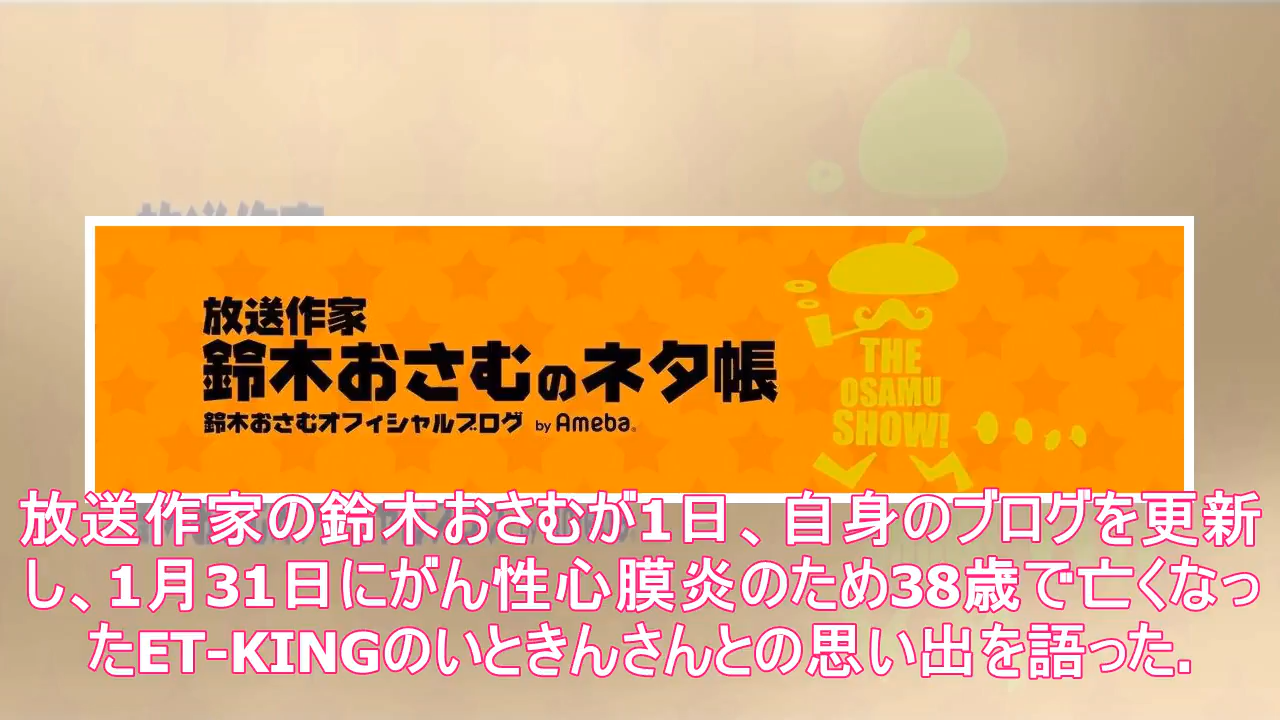 放送作家
鈴木おさむのネタ帳
鈴木おさむオフィシャルブログ by Ameba
THE
OSAMU
SHOW!
放送作家の鈴木おさむが1日、自身のブログを更新
し、1月31日にがん性心膜炎のため38歳で亡くなっ
たET-KINGのいときんさんとの思い出を語った.